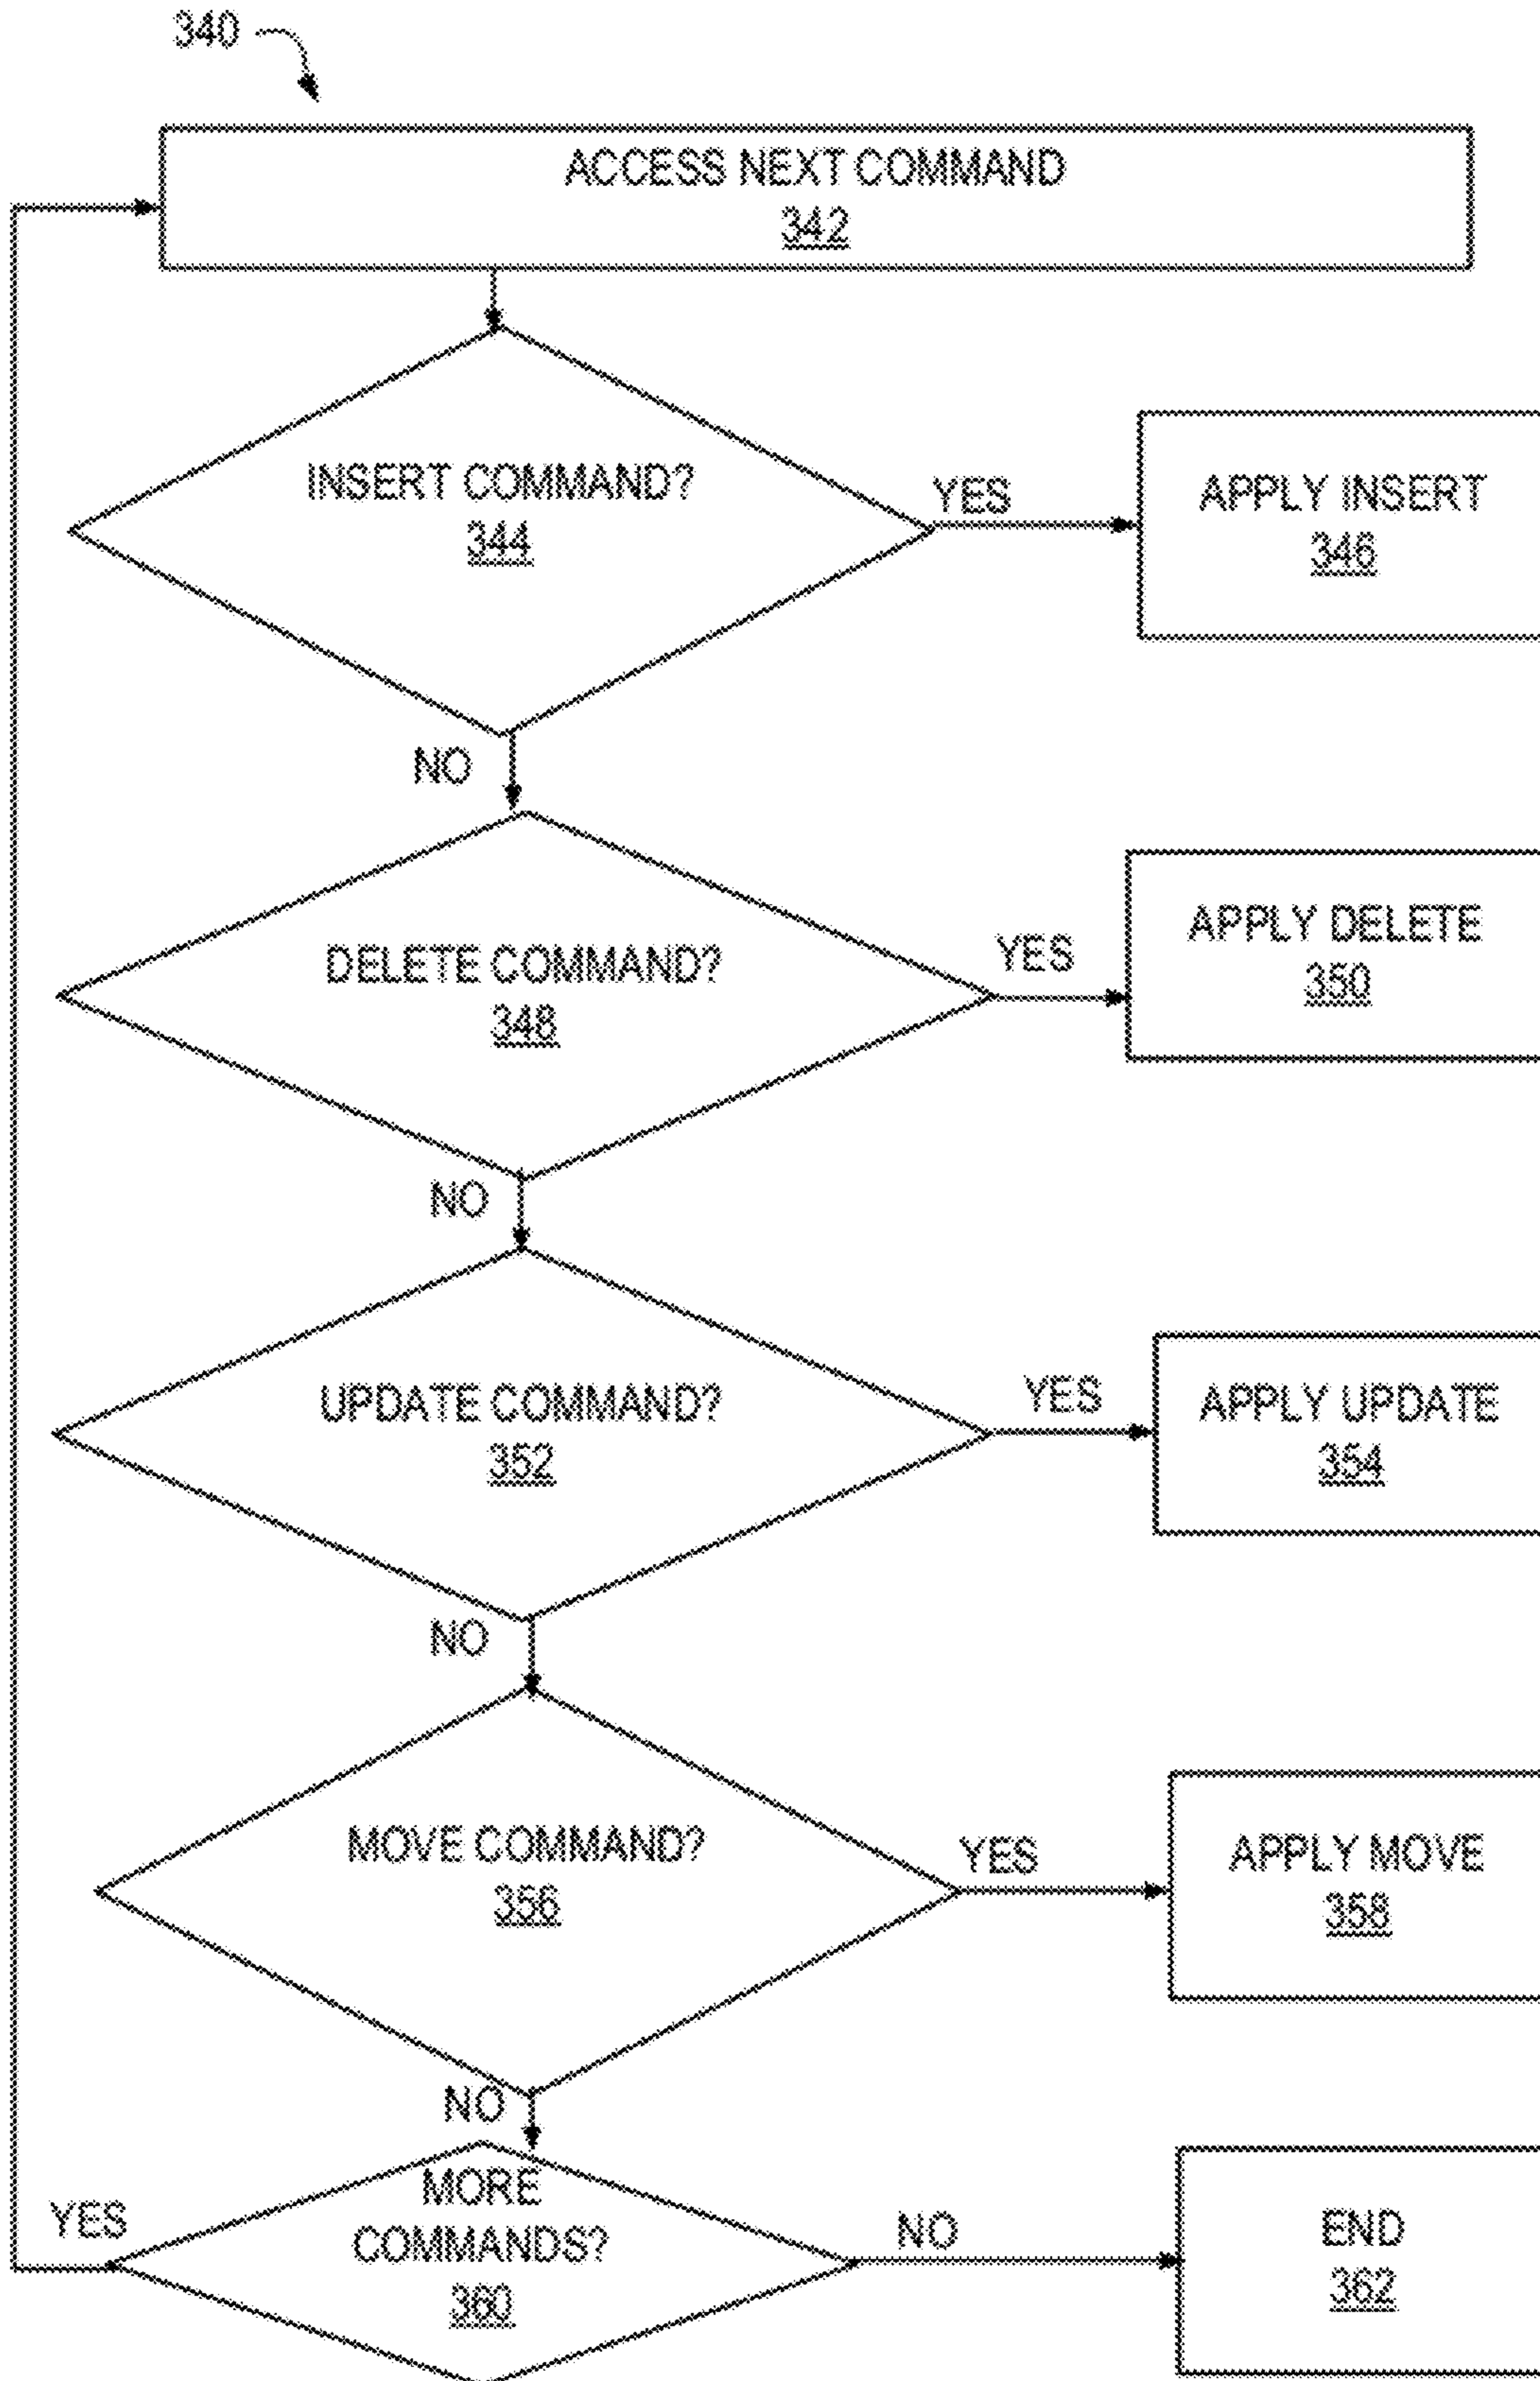 340
ACCESS NEXT COMMAND
342
INSERT COMMAND?
344
YES
APPLY INSERT
346
NO
DELETE COMMAND?
348
YES
APPLY DELETE
350
NO
UPDATE COMMAND?
352
YES
APPLY UPDATE
354
NO
MOVE COMMAND?
356
YES
APPLY MOVE
358
NO
MORE
COMMANDS?
360
YES
NO
END
362